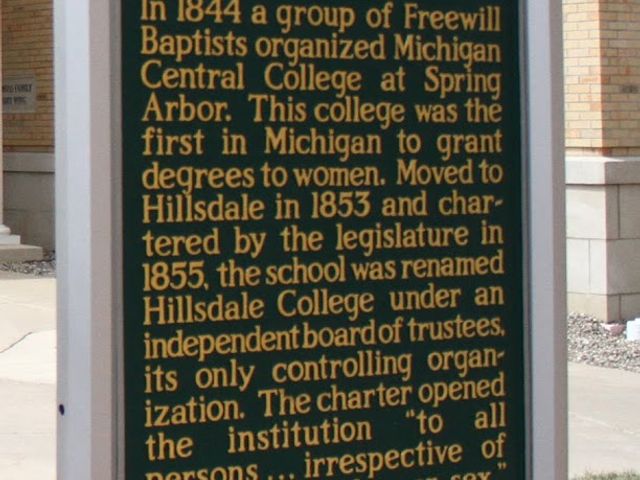 In 1844 a group of Freewill
Baptists organized Michigan
Central College at Spring
Arbor. This college was the
first in Michigan to grant
degrees to women. Moved to
Hillsdale in 1853 and char-
tered by the legislature in
1855, the school was renamed
Hillsdale College under an
independent board of trustees,
its only controlling organ-
ization. The charter opened
the institution "to all
persons ... irrespective of
sex."